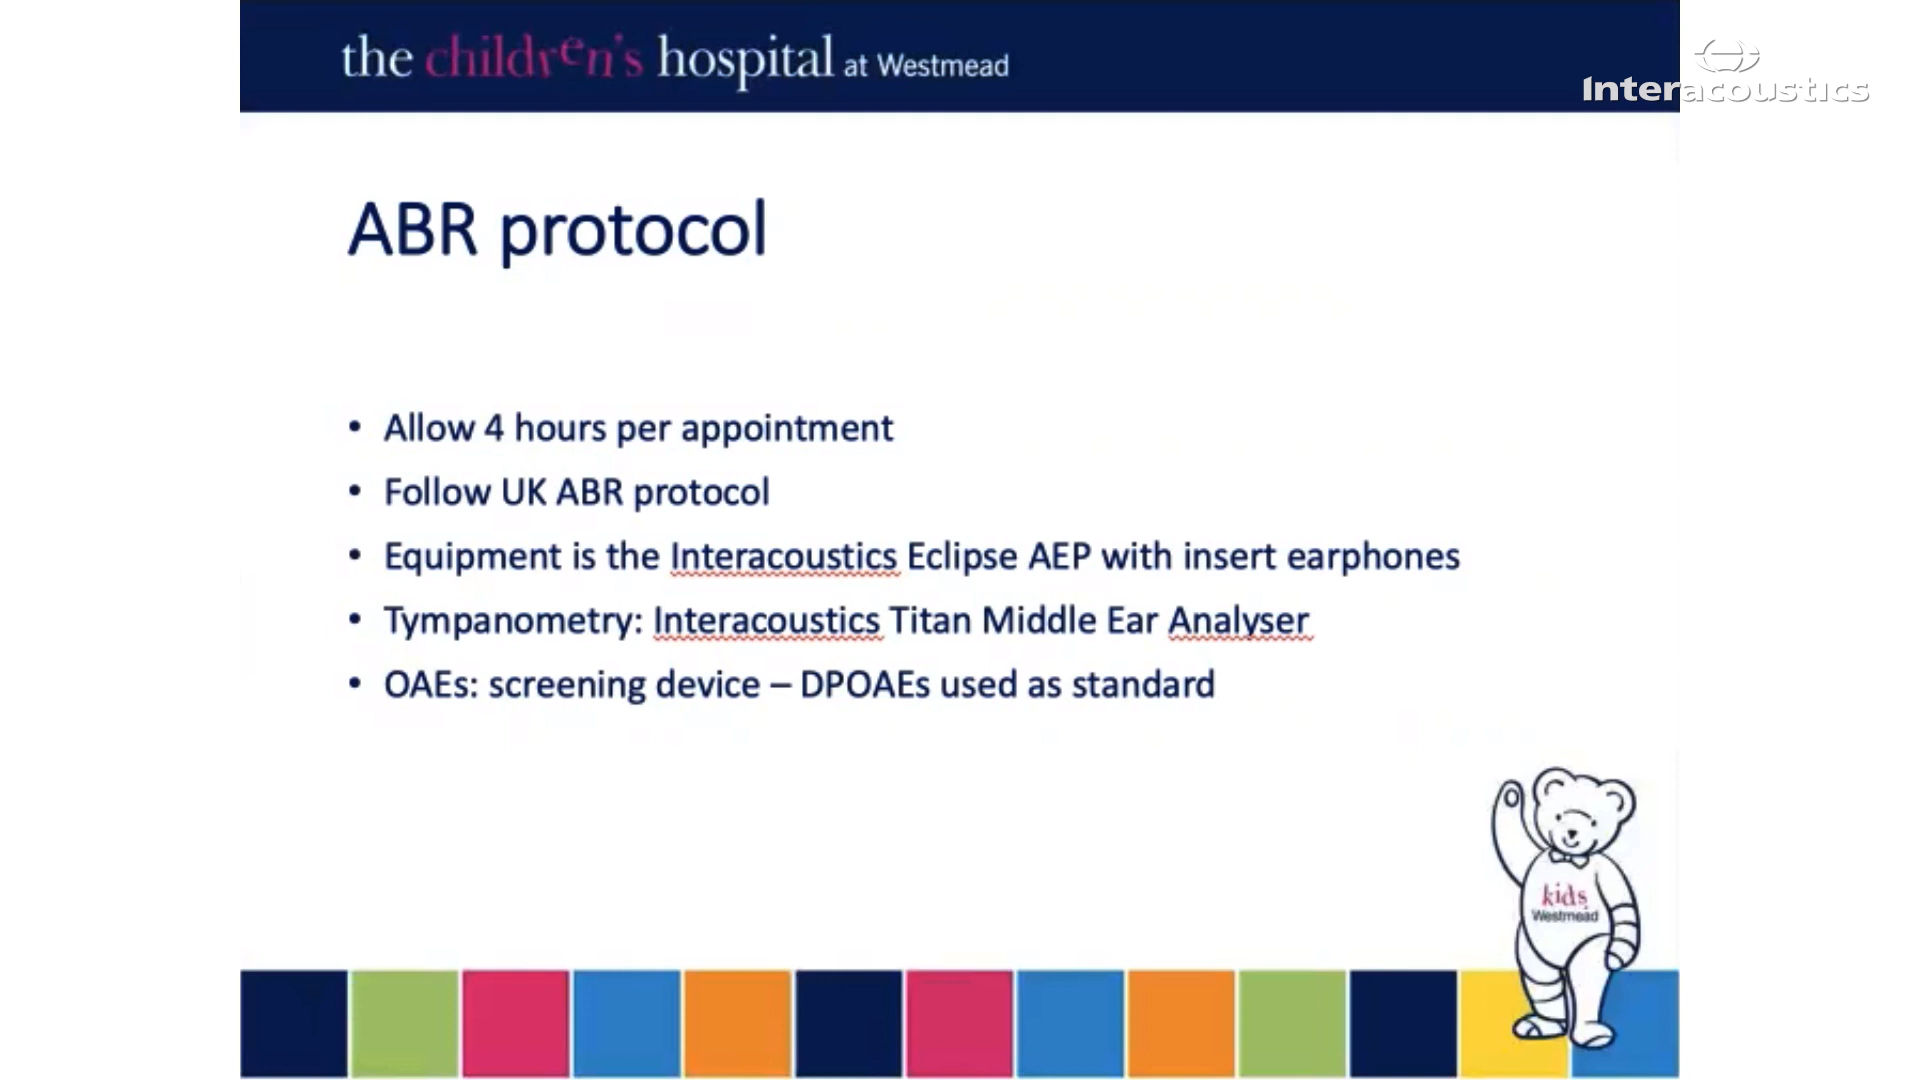 the children's hospital at Westmead
Interacoustics
ABR protocol
• Allow 4 hours per appointment
• Follow UK ABR protocol
• Equipment is the Interacoustics Eclipse AEP with insert earphones
• Tympanometry: Interacoustics Titan Middle Ear Analyser
• OAEs: screening device – DPOAEs used as standard
kids
Westmead